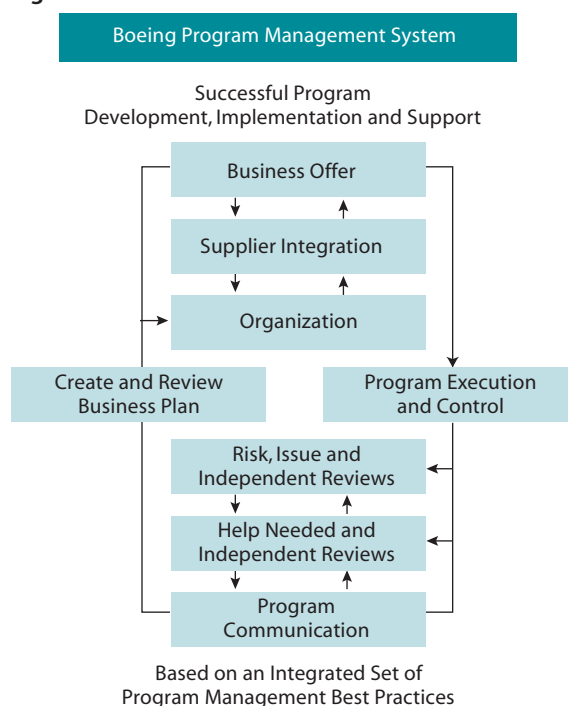 Boeing Program Management System
Successful Program
Development, Implementation and Support
Business Offer
Supplier Integration
Organization
Create and Review
Business Plan
Program Execution
and Control
Risk, Issue and
Independent Reviews
Help Needed and
Independent Reviews
Program
Communication
Based on an Integrated Set of
Program Management Best Practices